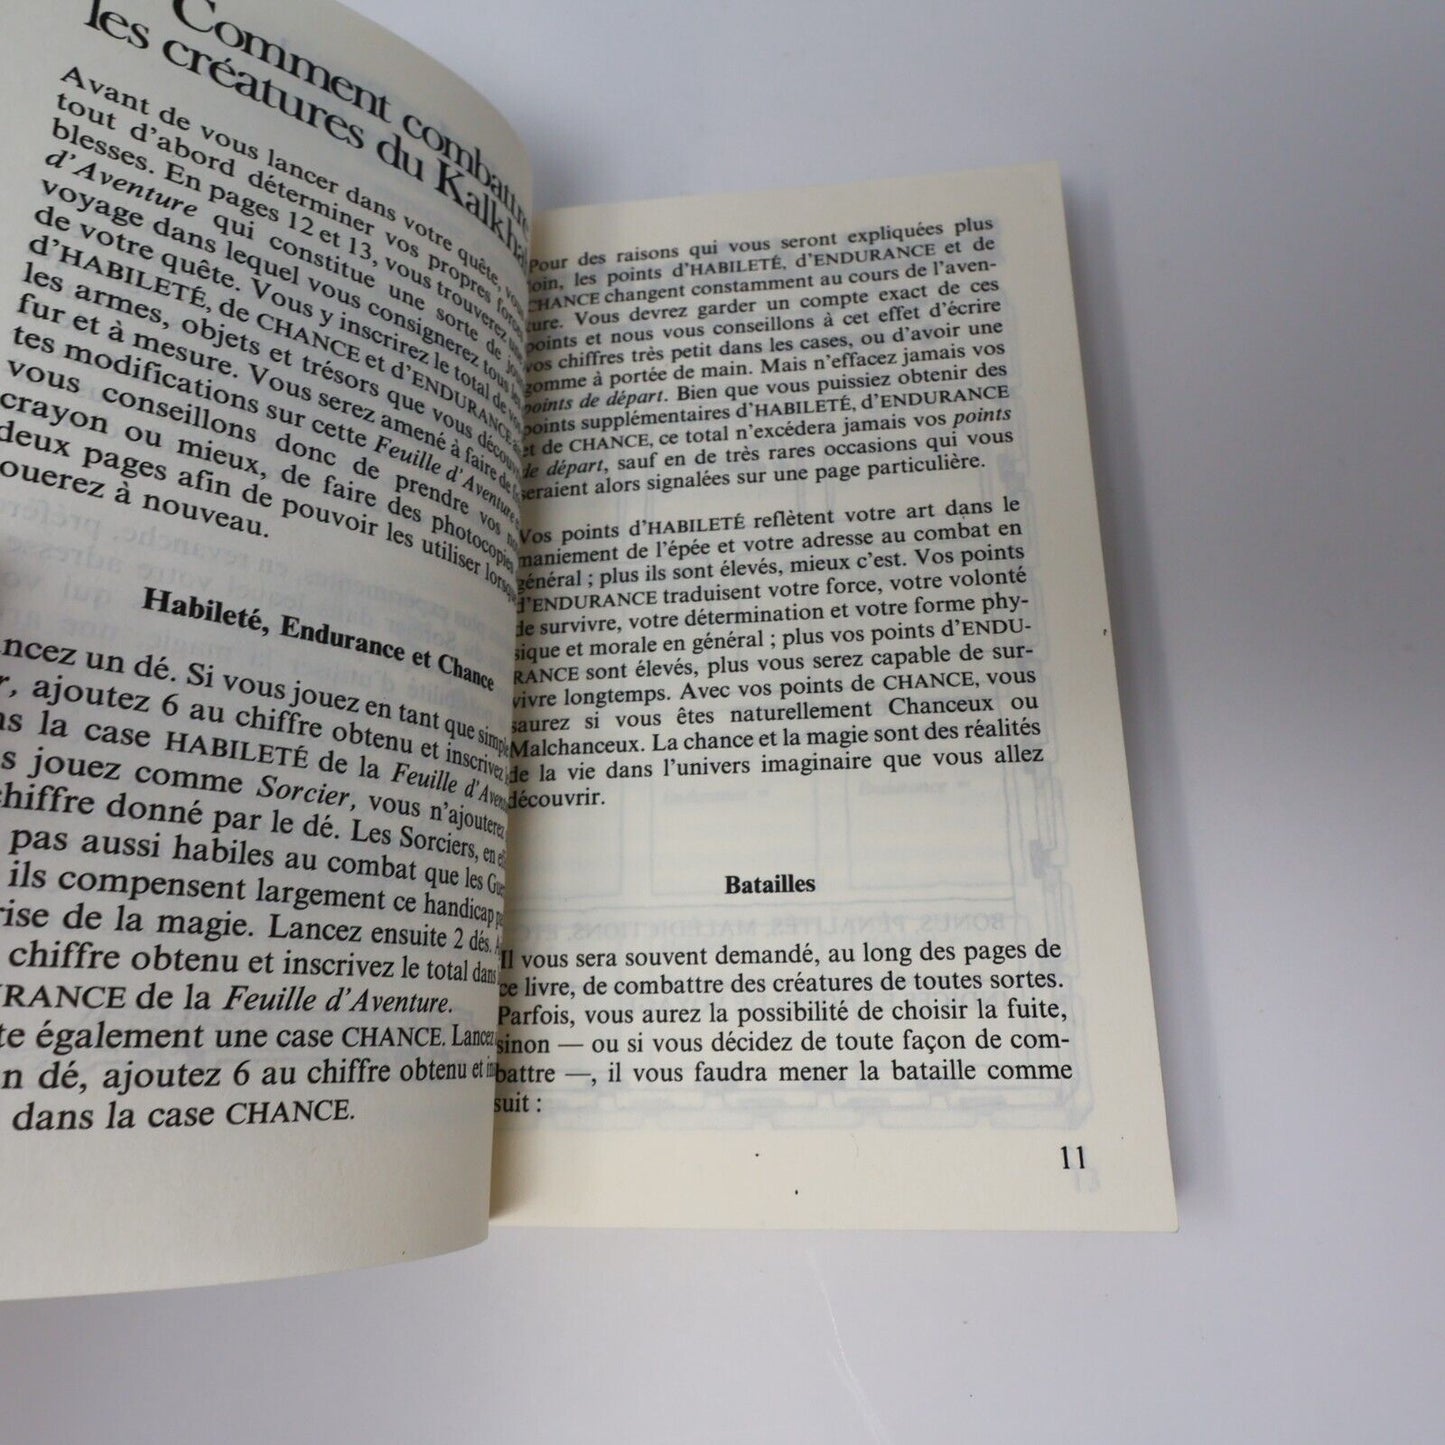 Comment combattre
les créatures du
Avant de vous lancer dans votre quête,
tout d'abord déterminer vos propres
blesses. En pages 12 et 13, vous trouverez une
d'Aventure qui constitue une sorte de
voyage dans lequel vous consignerez tous les
de votre quête. Vous y inscrirez le total de vos
d'HABILETÉ, de CHANCE et d'ENDURANCE
les armes, objets et trésors que vous
fur et à mesure. Vous serez amené à faire de
tes modifications sur cette Feuille d'Aventure
vous conseillons donc de prendre vos
crayon ou mieux, de faire des photocopies
deux pages afin de pouvoir les utiliser
ouerez à nouveau.
Habileté, Endurance et Chance
ncez un dé. Si vous jouez en tant que simple
r, ajoutez 6 au chiffre obtenu et inscrivez
ns la case HABILETÉ de la Feuille
s jouez comme Sorcier, vous n'ajouterez
chiffre donné par le dé. Les Sorciers, en
pas aussi habiles au combat que les
ils compensent largement ce handicap
rise de la magie. Lancez ensuite 2 dés.
chiffre obtenu et inscrivez le total dans
URANCE de la Feuille d'Aventure.
te également une case CHANCE. Lancez
n dé, ajoutez 6 au chiffre obtenu et
dans la case CHANCE.
Pour des raisons qui vous seront expliquées plus
loin, les points d'HABILETÉ, d'ENDURANCE et de
CHANCE changent constamment au cours de l'aven-
ture. Vous devrez garder un compte exact de ces
points et nous vous conseillons à cet effet d'écrire
vos chiffres très petit dans les cases, ou d'avoir une
gomme à portée de main. Mais n'effacez jamais vos
points de départ. Bien que vous puissiez obtenir des
points supplémentaires d'HABILETÉ, d'ENDURANCE
et de CHANCE, ce total n'excédera jamais vos points
de départ, sauf en de très rares occasions qui vous
seraient alors signalées sur une page particulière.
Vos points d'HABILETÉ reflètent votre art dans le
maniement de l'épée et votre adresse au combat en
général ; plus ils sont élevés, mieux c'est. Vos points
d'ENDURANCE traduisent votre force, votre volonté
de survivre, votre détermination et votre forme phy-
sique et morale en général ; plus vos points d'ENDU-
RANCE sont élevés, plus vous serez capable de sur-
vivre longtemps. Avec vos points de CHANCE, vous
saurez si vous êtes naturellement Chanceux ou
Malchanceux. La chance et la magie sont des réalités
de la vie dans l'univers imaginaire que vous allez
découvrir.
Batailles
Il vous sera souvent demandé, au long des pages de
ce livre, de combattre des créatures de toutes sortes.
Parfois, vous aurez la possibilité de choisir la fuite,
sinon — ou si vous décidez de toute façon de com-
battre —, il vous faudra mener la bataille comme
suit :
11